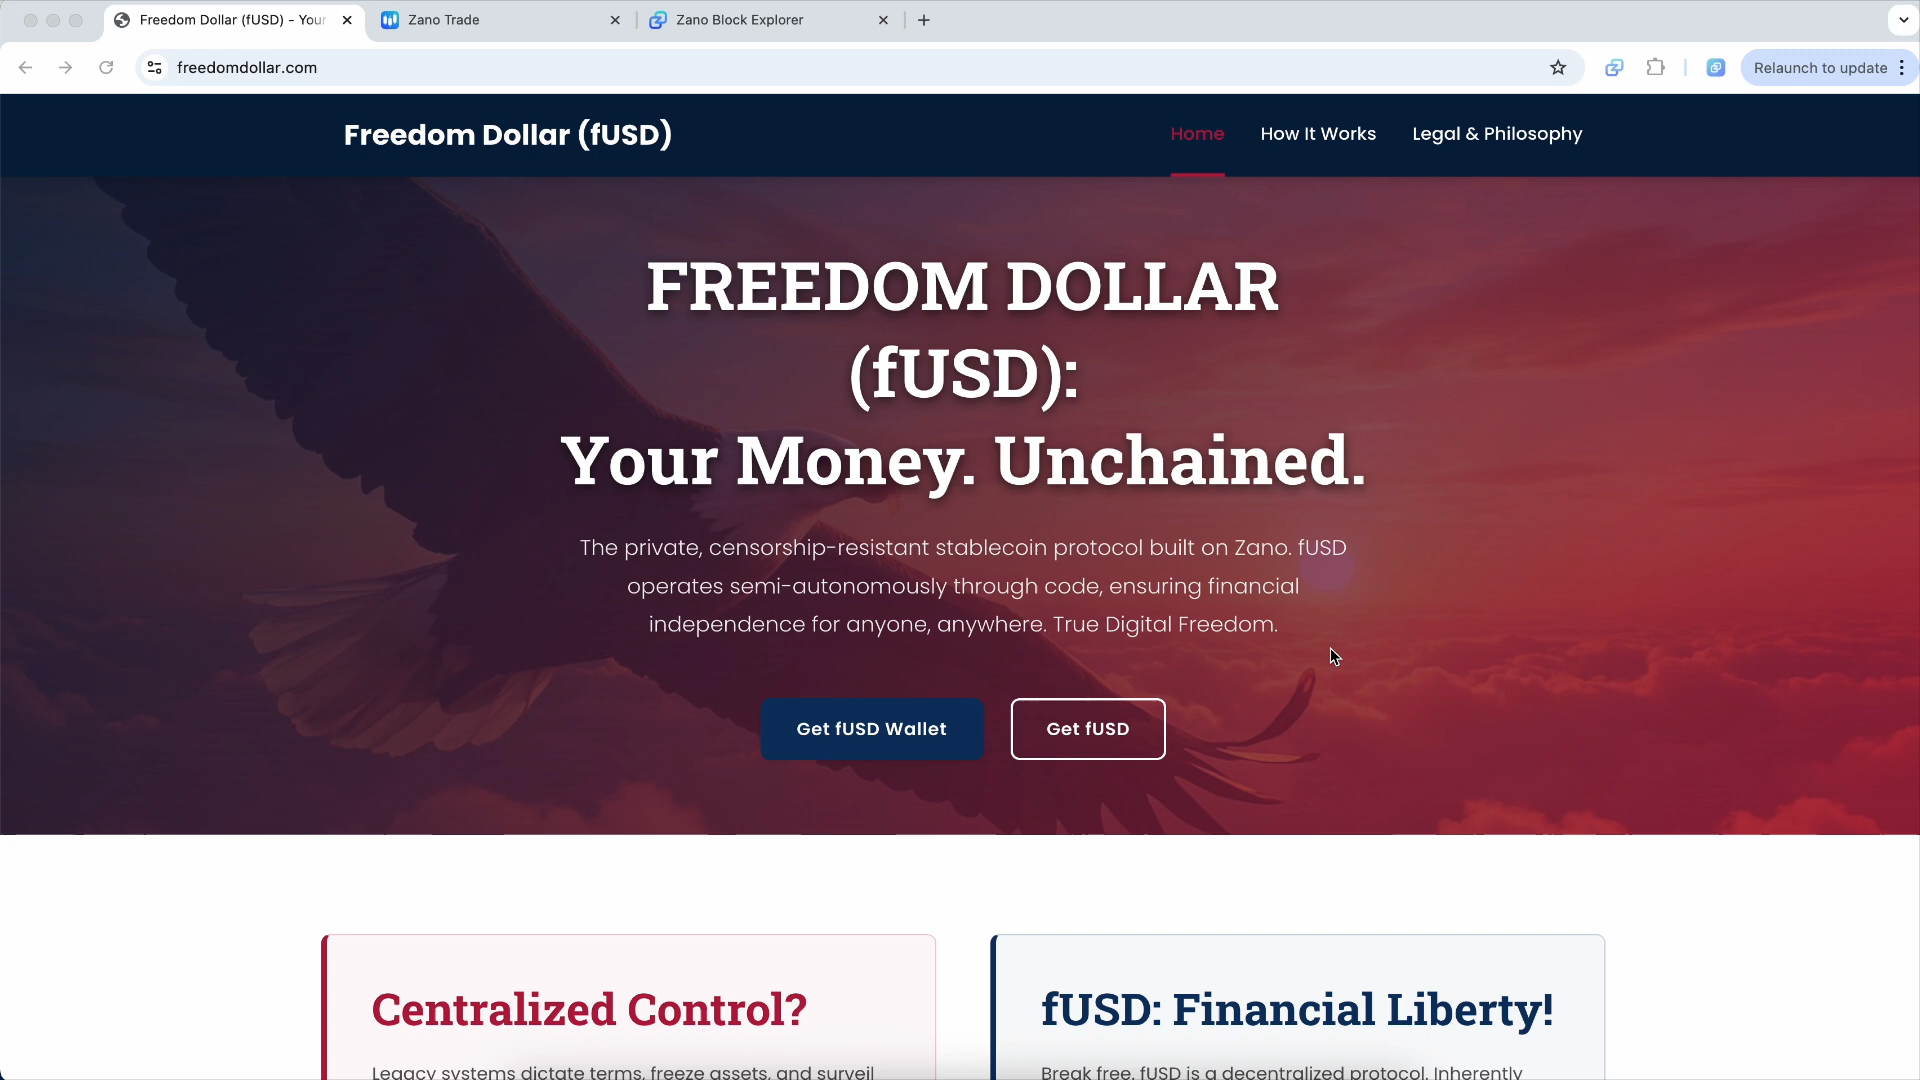 Freedom Dollar (fUSD) - Your
Zano Trade
Zano Block Explorer
freedomdollar.com
Relaunch to update
Freedom Dollar (fUSD)
Home
How It Works
Legal & Philosophy
FREEDOM DOLLAR
(fUSD):
Your Money. Unchained.
The private, censorship-resistant stablecoin protocol built on Zano. fUSD
operates semi-autonomously through code, ensuring financial
independence for anyone, anywhere. True Digital Freedom.
Get fUSD Wallet
Get fUSD
Centralized Control?
Legacy systems dictate terms, freeze assets, and surveil
fUSD: Financial Liberty!
Break free. fUSD is a decentralized protocol. Inherently